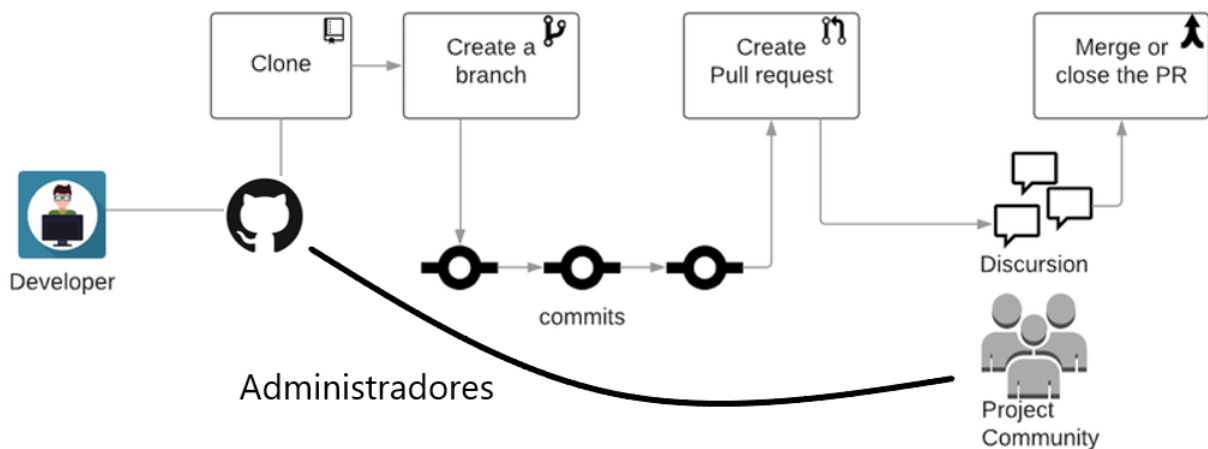 Clone
Create a
branch
Create
Pull request
Merge or
close the PR
Developer
commits
Discursion
Administradores
Project
Community